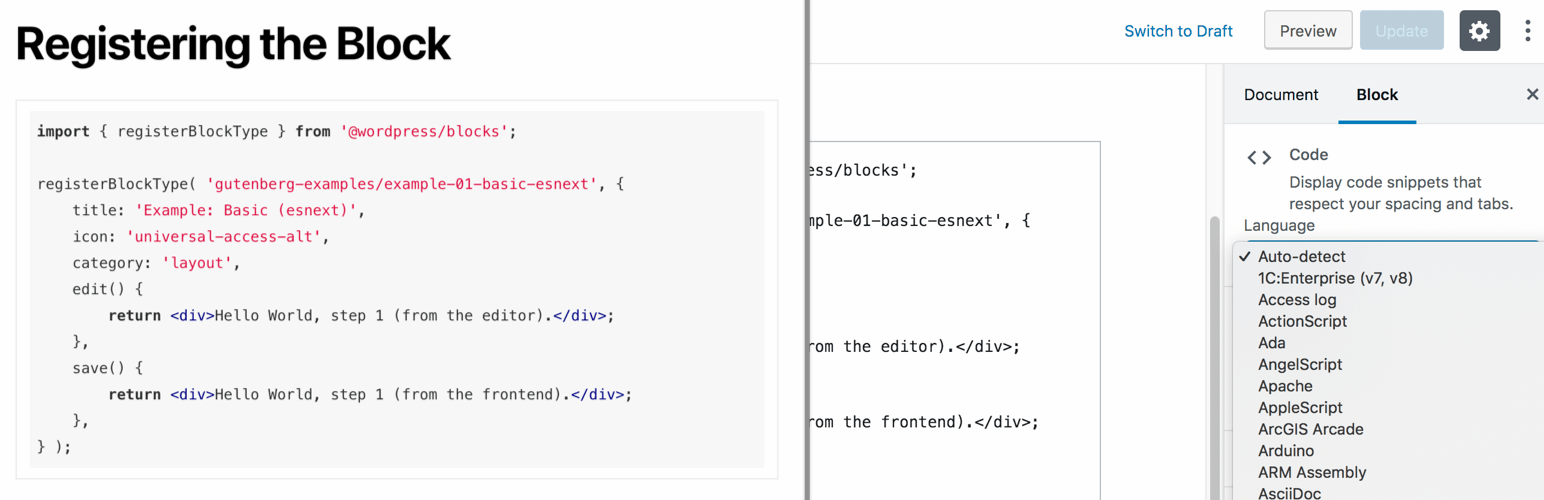 Registering the Block
import { registerBlockType } from '@wordpress/blocks';
registerBlockType( 'gutenberg-examples/example-01-basic-esnext', {
    title: 'Example: Basic (esnext)',
    icon: 'universal-access-alt',
    category: 'layout',
    edit() {
        return <div>Hello World, step 1 (from the editor).</div>;
    },
    save() {
        return <div>Hello World, step 1 (from the frontend).</div>;
    },
} );
Switch to Draft
Preview
Update
ess/blocks';
mple-01-basic-esnext', {
rom the editor).</div>;
rom the frontend).</div>;
Document
Block
Code
Display code snippets that
respect your spacing and tabs.
Language
Auto-detect
1C:Enterprise (v7, v8)
Access log
ActionScript
Ada
AngelScript
Apache
AppleScript
ArcGIS Arcade
Arduino
ARM Assembly
AsciiDoc